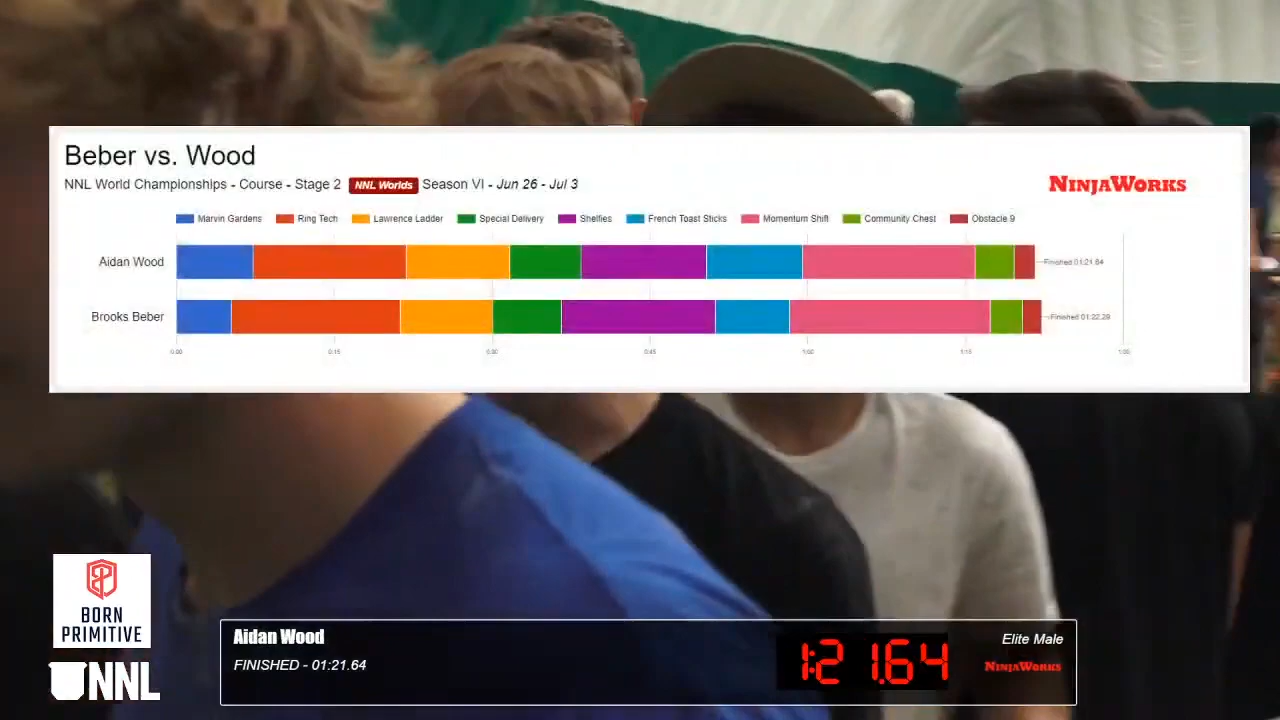 Beber vs. Wood
NNL World Championships - Course - Stage 2 NNL Worlds Season VI - Jun 26 - Jul 3
NINJAWORKS
Marvin Gardens Ring Tech Lawrence Ladder Special Delivery Shelfies French Toast Sticks Momentum Shift Community Chest Obstacle 9
Aidan Wood Finished 01:21.64
Brooks Beber Finished 01:22.29
0:00 0:15 0:30 0:45 1:00 1:15 1:30
BORN
PRIMITIVE
NNL
Aidan Wood
FINISHED - 01:21.64
1:21.64
Elite Male
NINJAWORKS